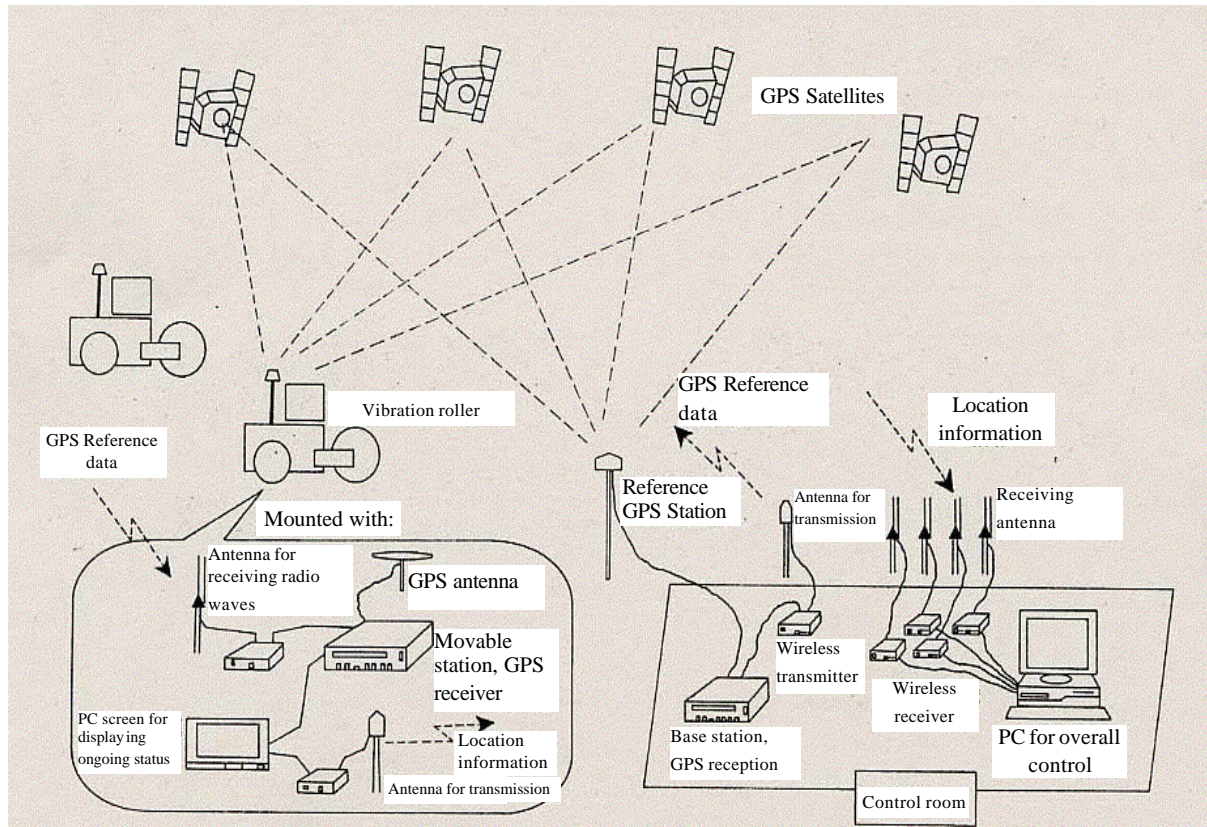 GPS Satellites
Vibration roller
GPS Reference
data
GPS Reference
data
Location
information
Mounted with:
Reference
GPS Station
Antenna for
transmission
Receiving
antenna
Antenna for
receiving radio
waves
GPS antenna
Movable
station, GPS
receiver
Wireless
transmitter
Wireless
receiver
PC screen for
displaying
ongoing status
Location
information
Antenna for transmission
Base station,
GPS reception
PC for overall
control
Control room